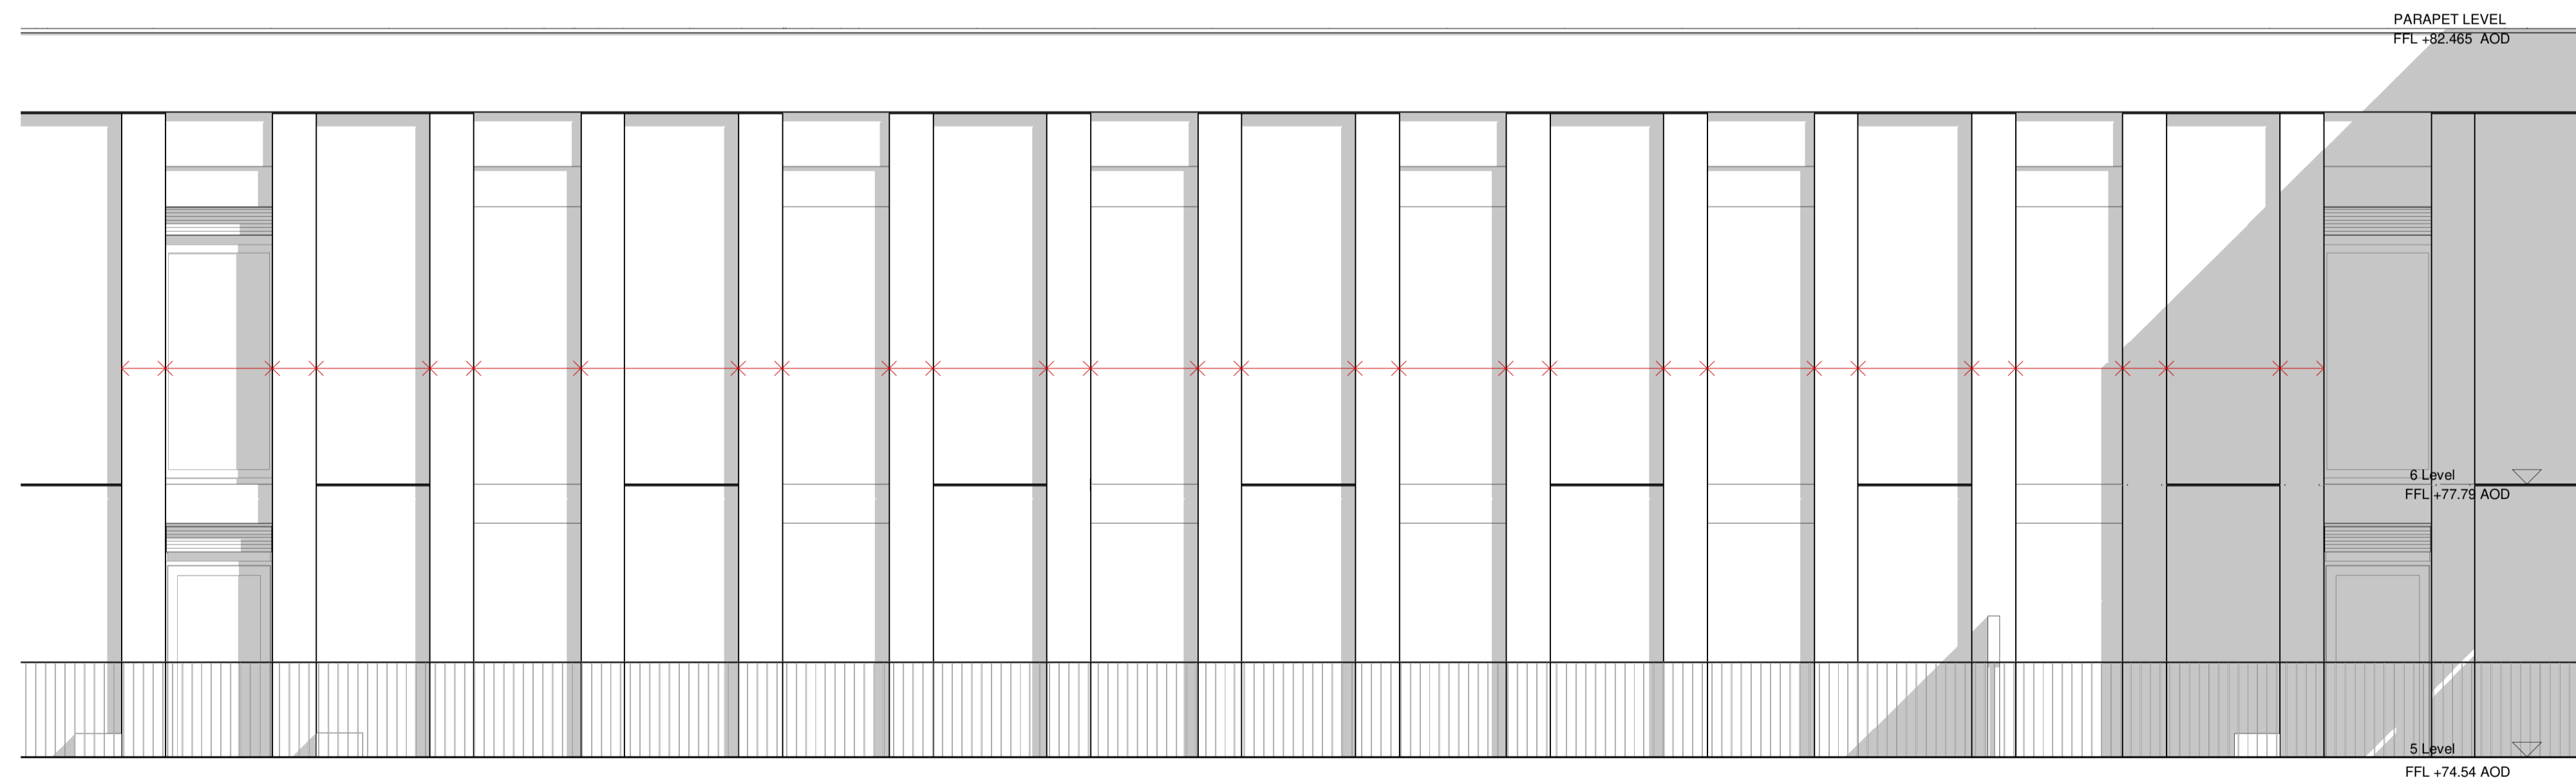 PARAPET LEVEL
FFL +82.465 AOD
6 Level
FFL +77.79 AOD
5 Level
FFL +74.54 AOD